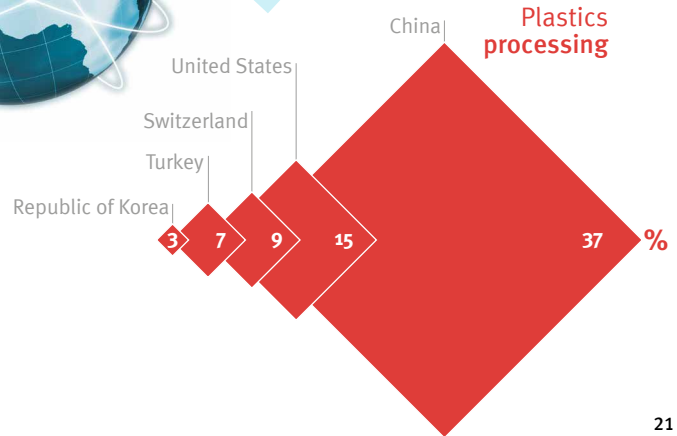 Plastics
processing
China
United States
Switzerland
Turkey
Republic of Korea
3 7 9 15 37 %
21